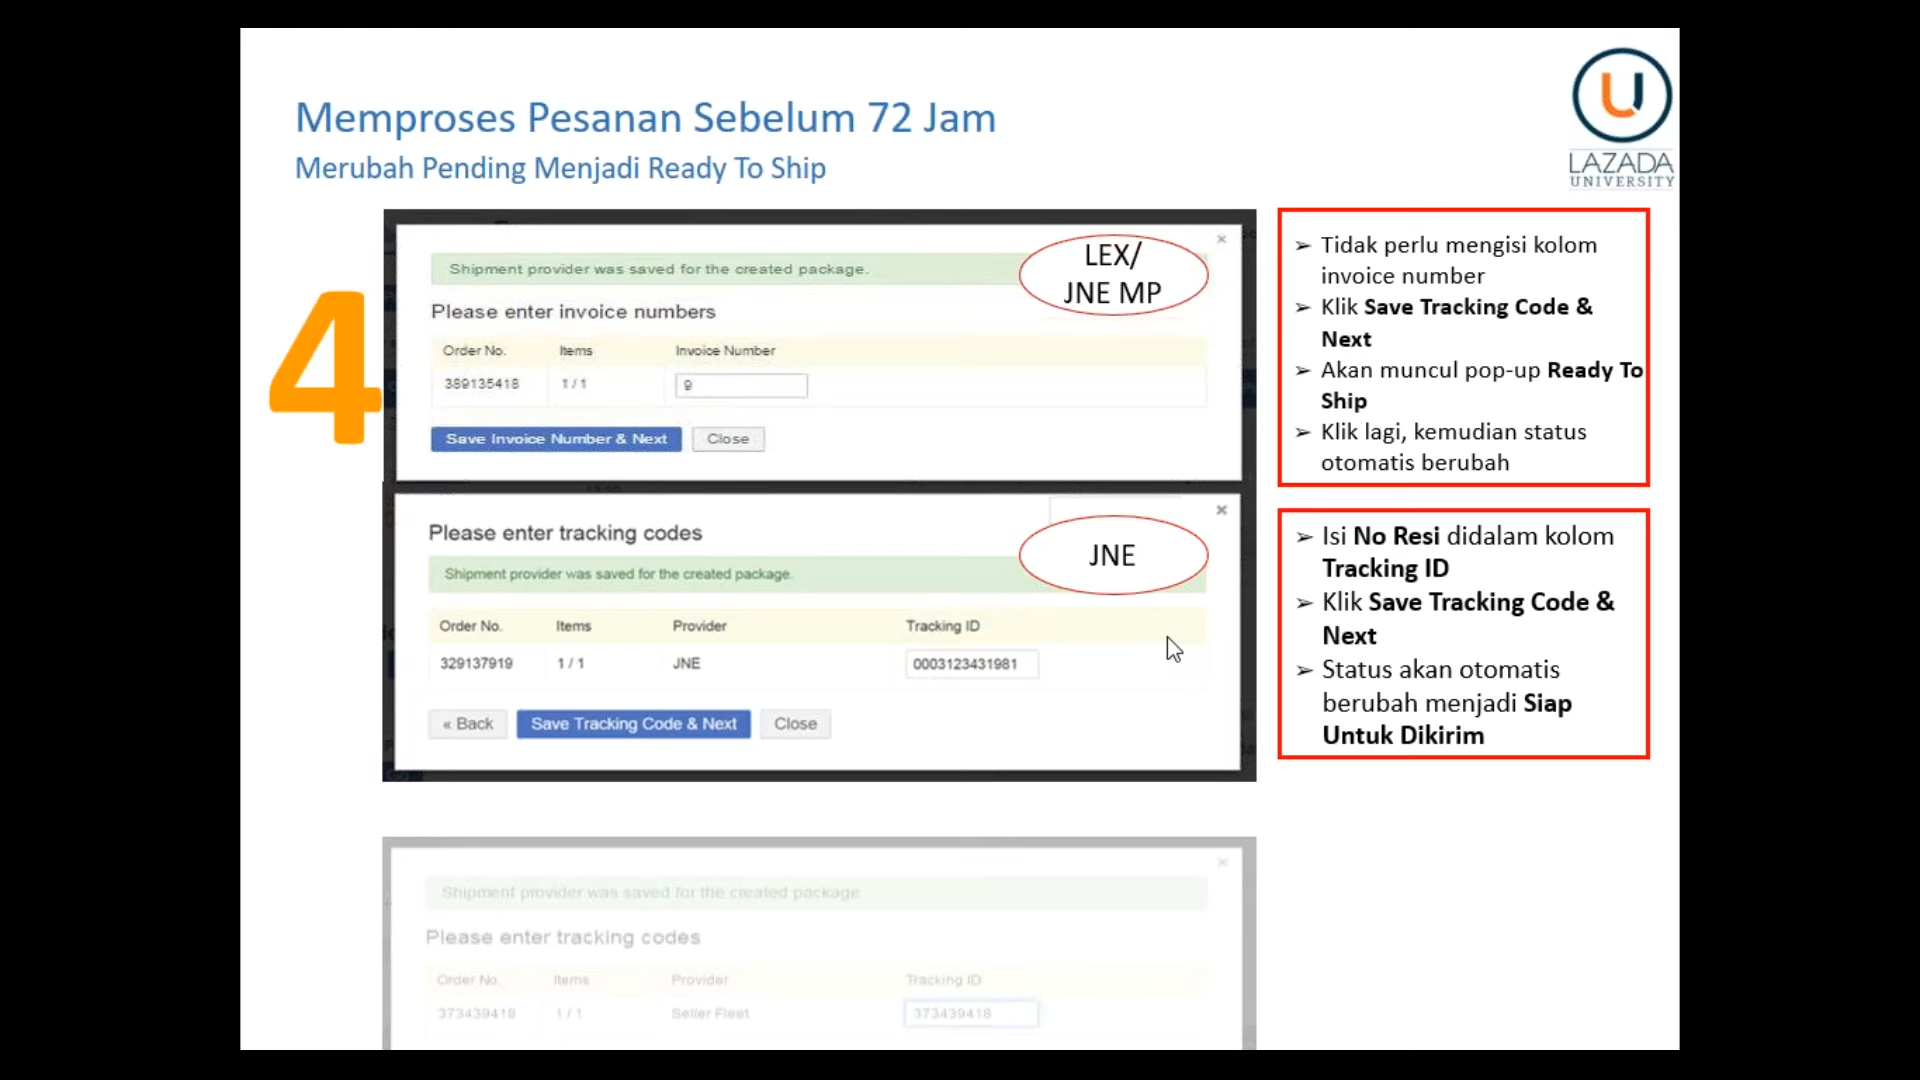 Memproses Pesanan Sebelum 72 Jam
Merubah Pending Menjadi Ready To Ship
U
LAZADA
UNIVERSITY
4
×
LEX/
JNE MP
Shipment provider was saved for the created package.
Please enter invoice numbers
Order No. Items Invoice Number
389135418 1 / 1 9
Save Invoice Number & Next Close
➢ Tidak perlu mengisi kolom
invoice number
➢ Klik Save Tracking Code &
Next
➢ Akan muncul pop-up Ready To
Ship
➢ Klik lagi, kemudian status
otomatis berubah
×
Please enter tracking codes
JNE
Shipment provider was saved for the created package.
Order No. Items Provider Tracking ID
329137919 1 / 1 JNE 0003123431981
« Back Save Tracking Code & Next Close
➢ Isi No Resi didalam kolom
Tracking ID
➢ Klik Save Tracking Code &
Next
➢ Status akan otomatis
berubah menjadi Siap
Untuk Dikirim
×
Shipment provider was saved for the created package
Please enter tracking codes
Order No. Items Provider Tracking ID
373439418 1 / 1 Seller Fleet 373439418